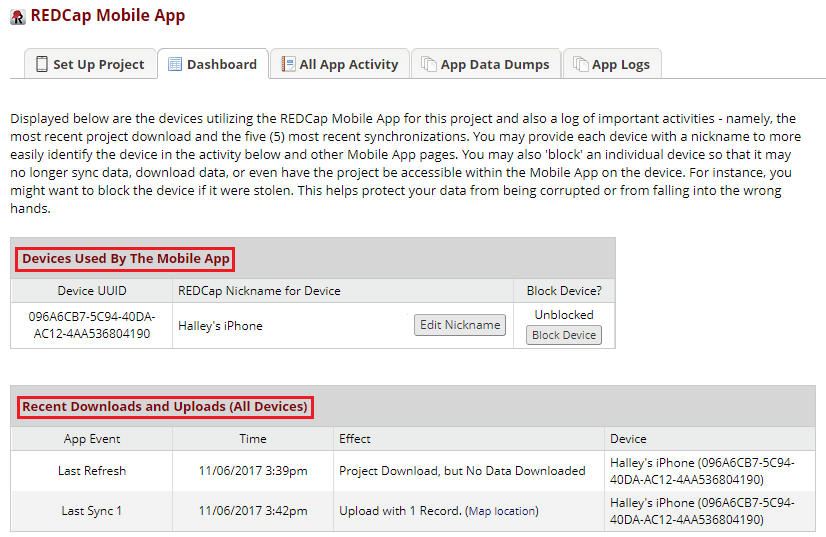 REDCap Mobile App
Set Up Project
Dashboard
All App Activity
App Data Dumps
App Logs
Displayed below are the devices utilizing the REDCap Mobile App for this project and also a log of important activities - namely, the
most recent project download and the five (5) most recent synchronizations. You may provide each device with a nickname to more
easily identify the device in the activity below and other Mobile App pages. You may also 'block' an individual device so that it may
no longer sync data, download data, or even have the project be accessible within the Mobile App on the device. For instance, you
might want to block the device if it were stolen. This helps protect your data from being corrupted or from falling into the wrong
hands.
Devices Used By The Mobile App
Device UUID
REDCap Nickname for Device
Block Device?
096A6CB7-5C94-40DA-
AC12-4AA536804190
Halley's iPhone
Edit Nickname
Unblocked
Block Device
Recent Downloads and Uploads (All Devices)
App Event
Time
Effect
Device
Last Refresh
11/06/2017 3:39pm
Project Download, but No Data Downloaded
Halley's iPhone (096A6CB7-5C94-
40DA-AC12-4AA536804190)
Last Sync 1
11/06/2017 3:42pm
Upload with 1 Record. (Map location)
Halley's iPhone (096A6CB7-5C94-
40DA-AC12-4AA536804190)